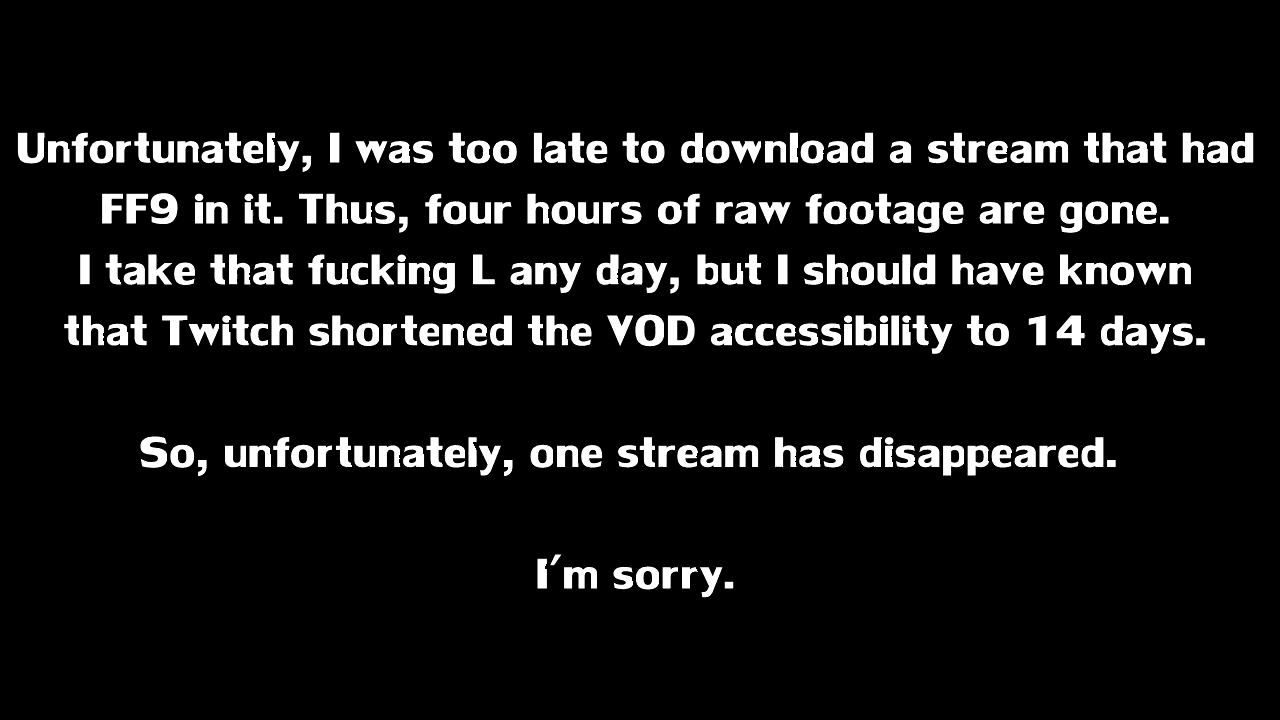 Unfortunately, I was too late to download a stream that had
FF9 in it. Thus, four hours of raw footage are gone.
I take that fucking L any day, but I should have known
that Twitch shortened the VOD accessibility to 14 days.
So, unfortunately, one stream has disappeared.
I'm sorry.